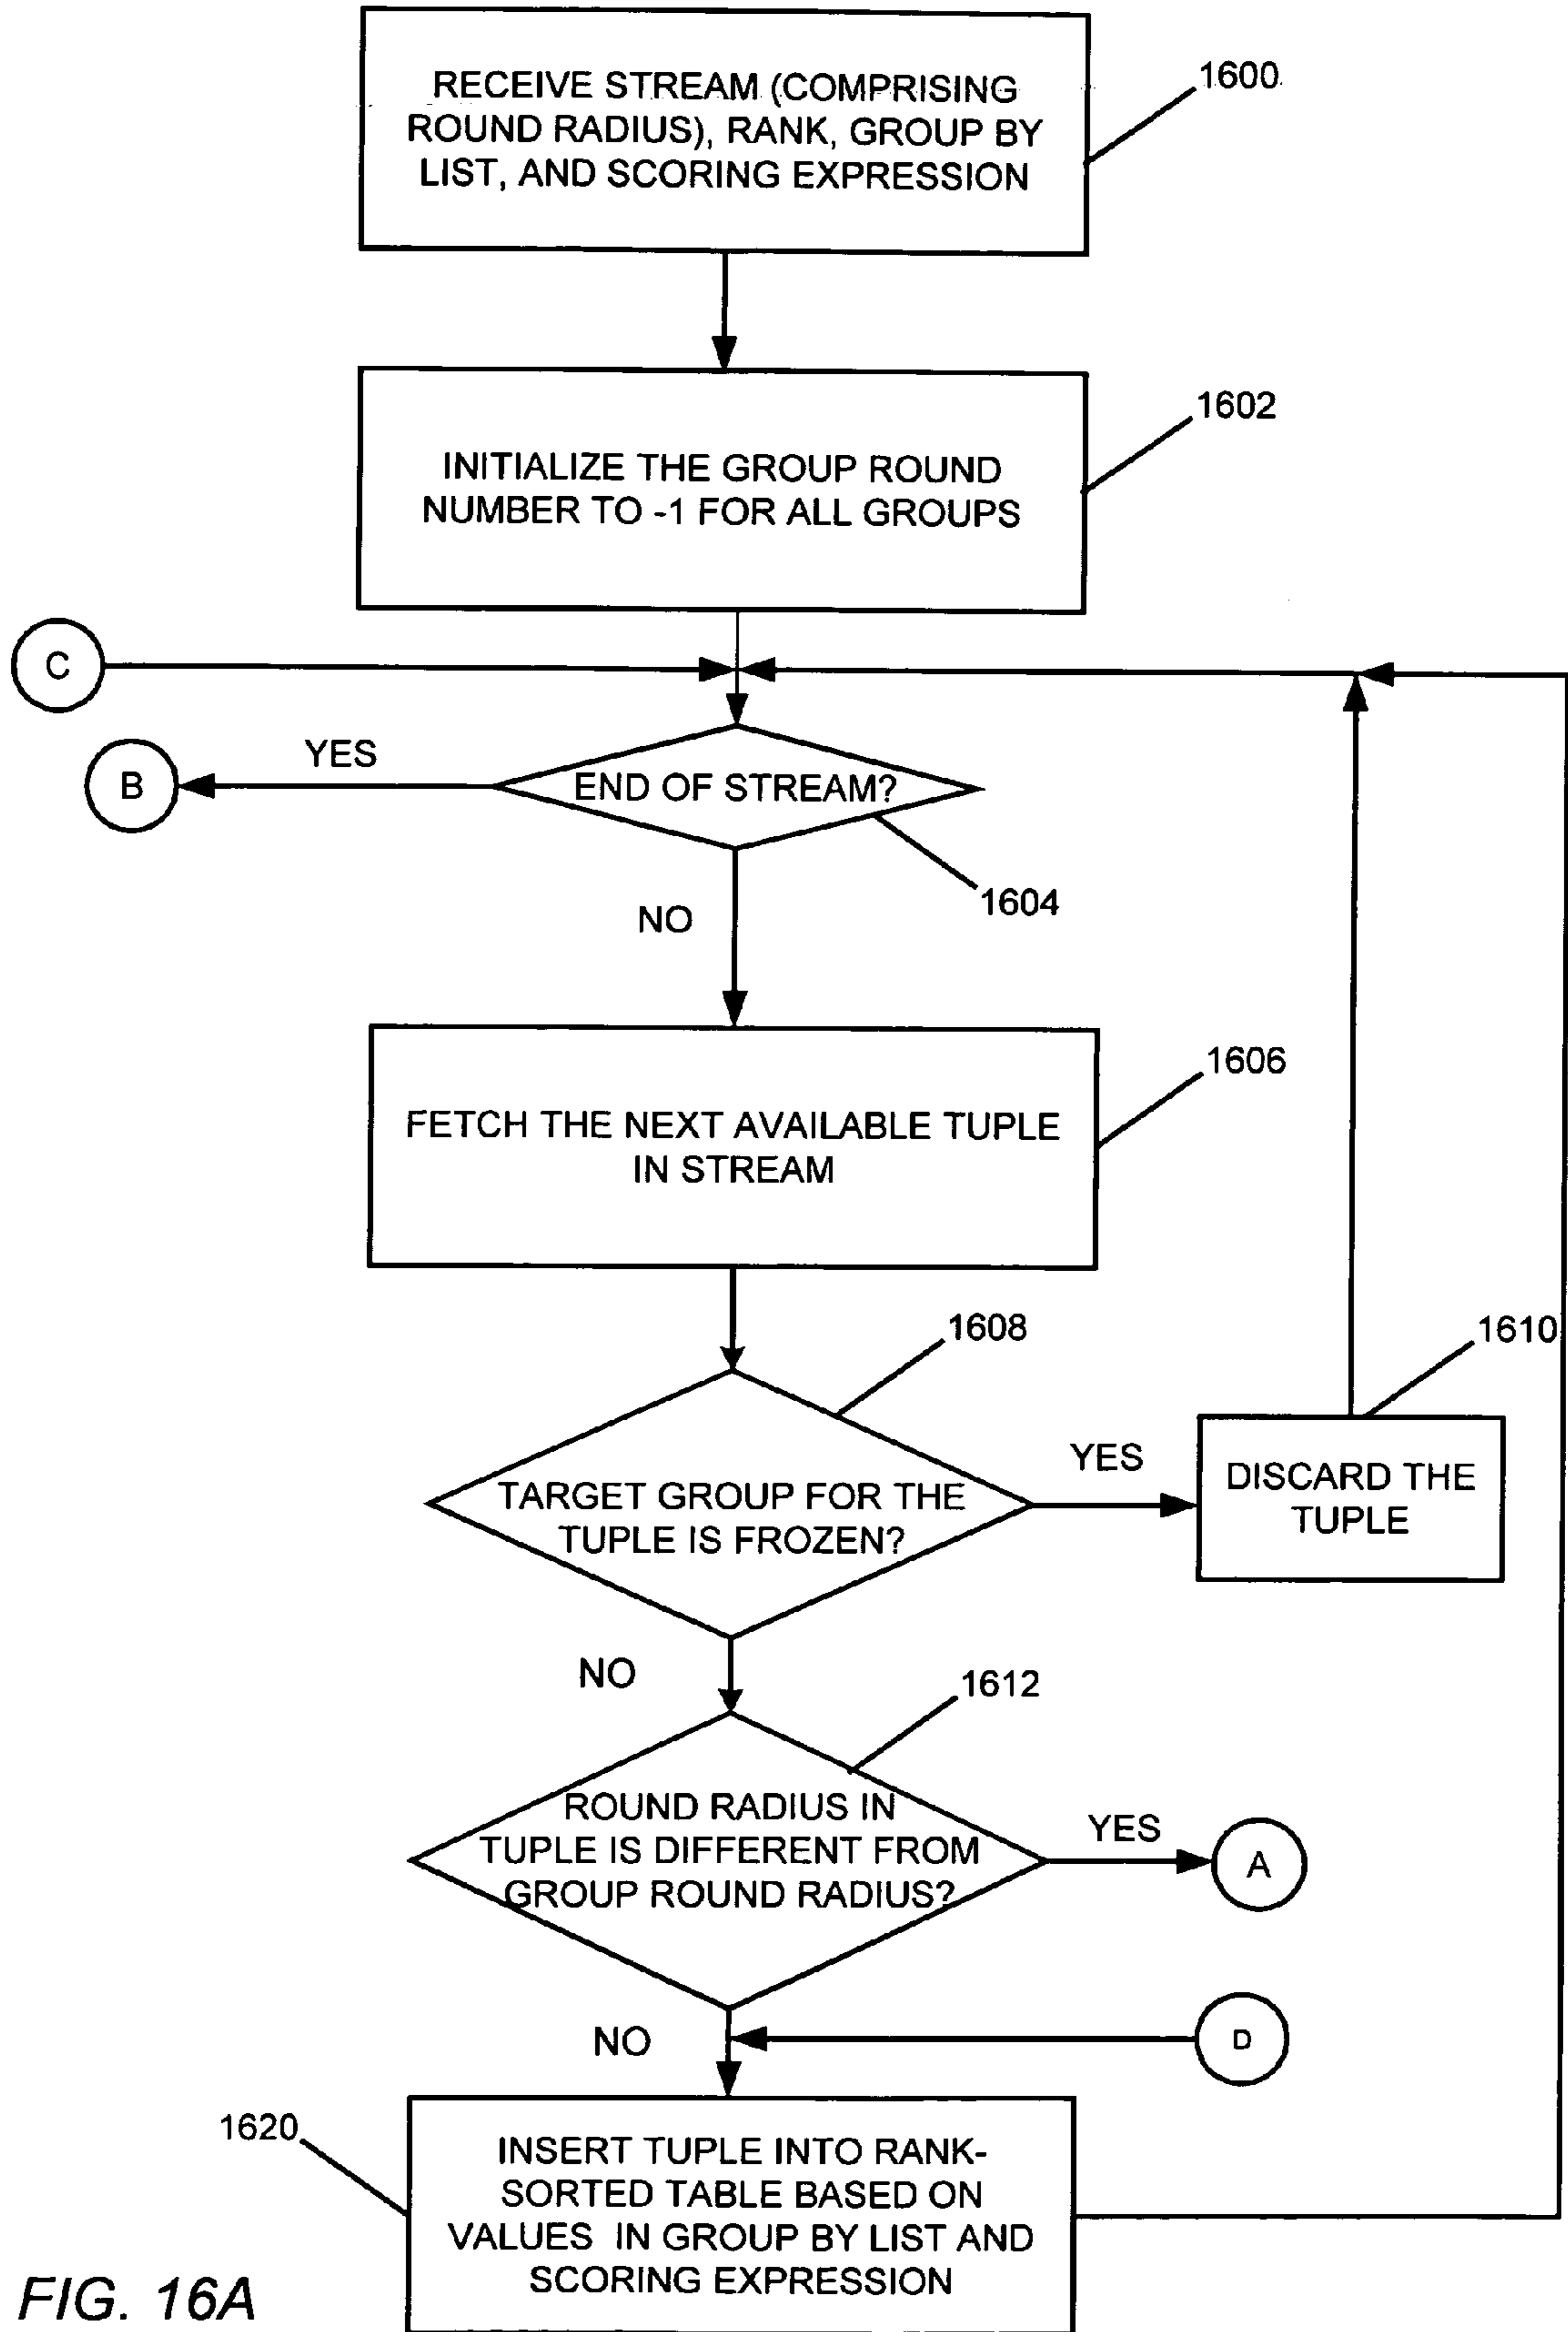 RECEIVE STREAM (COMPRISING
ROUND RADIUS), RANK, GROUP BY
LIST, AND SCORING EXPRESSION
1600
INITIALIZE THE GROUP ROUND
NUMBER TO -1 FOR ALL GROUPS
1602
C
B
YES
END OF STREAM?
1604
NO
FETCH THE NEXT AVAILABLE TUPLE
IN STREAM
1606
1608
TARGET GROUP FOR THE
TUPLE IS FROZEN?
YES
1610
DISCARD THE
TUPLE
NO
1612
ROUND RADIUS IN
TUPLE IS DIFFERENT FROM
GROUP ROUND RADIUS?
YES
A
NO
D
1620
INSERT TUPLE INTO RANK-
SORTED TABLE BASED ON
VALUES IN GROUP BY LIST AND
SCORING EXPRESSION
FIG. 16A